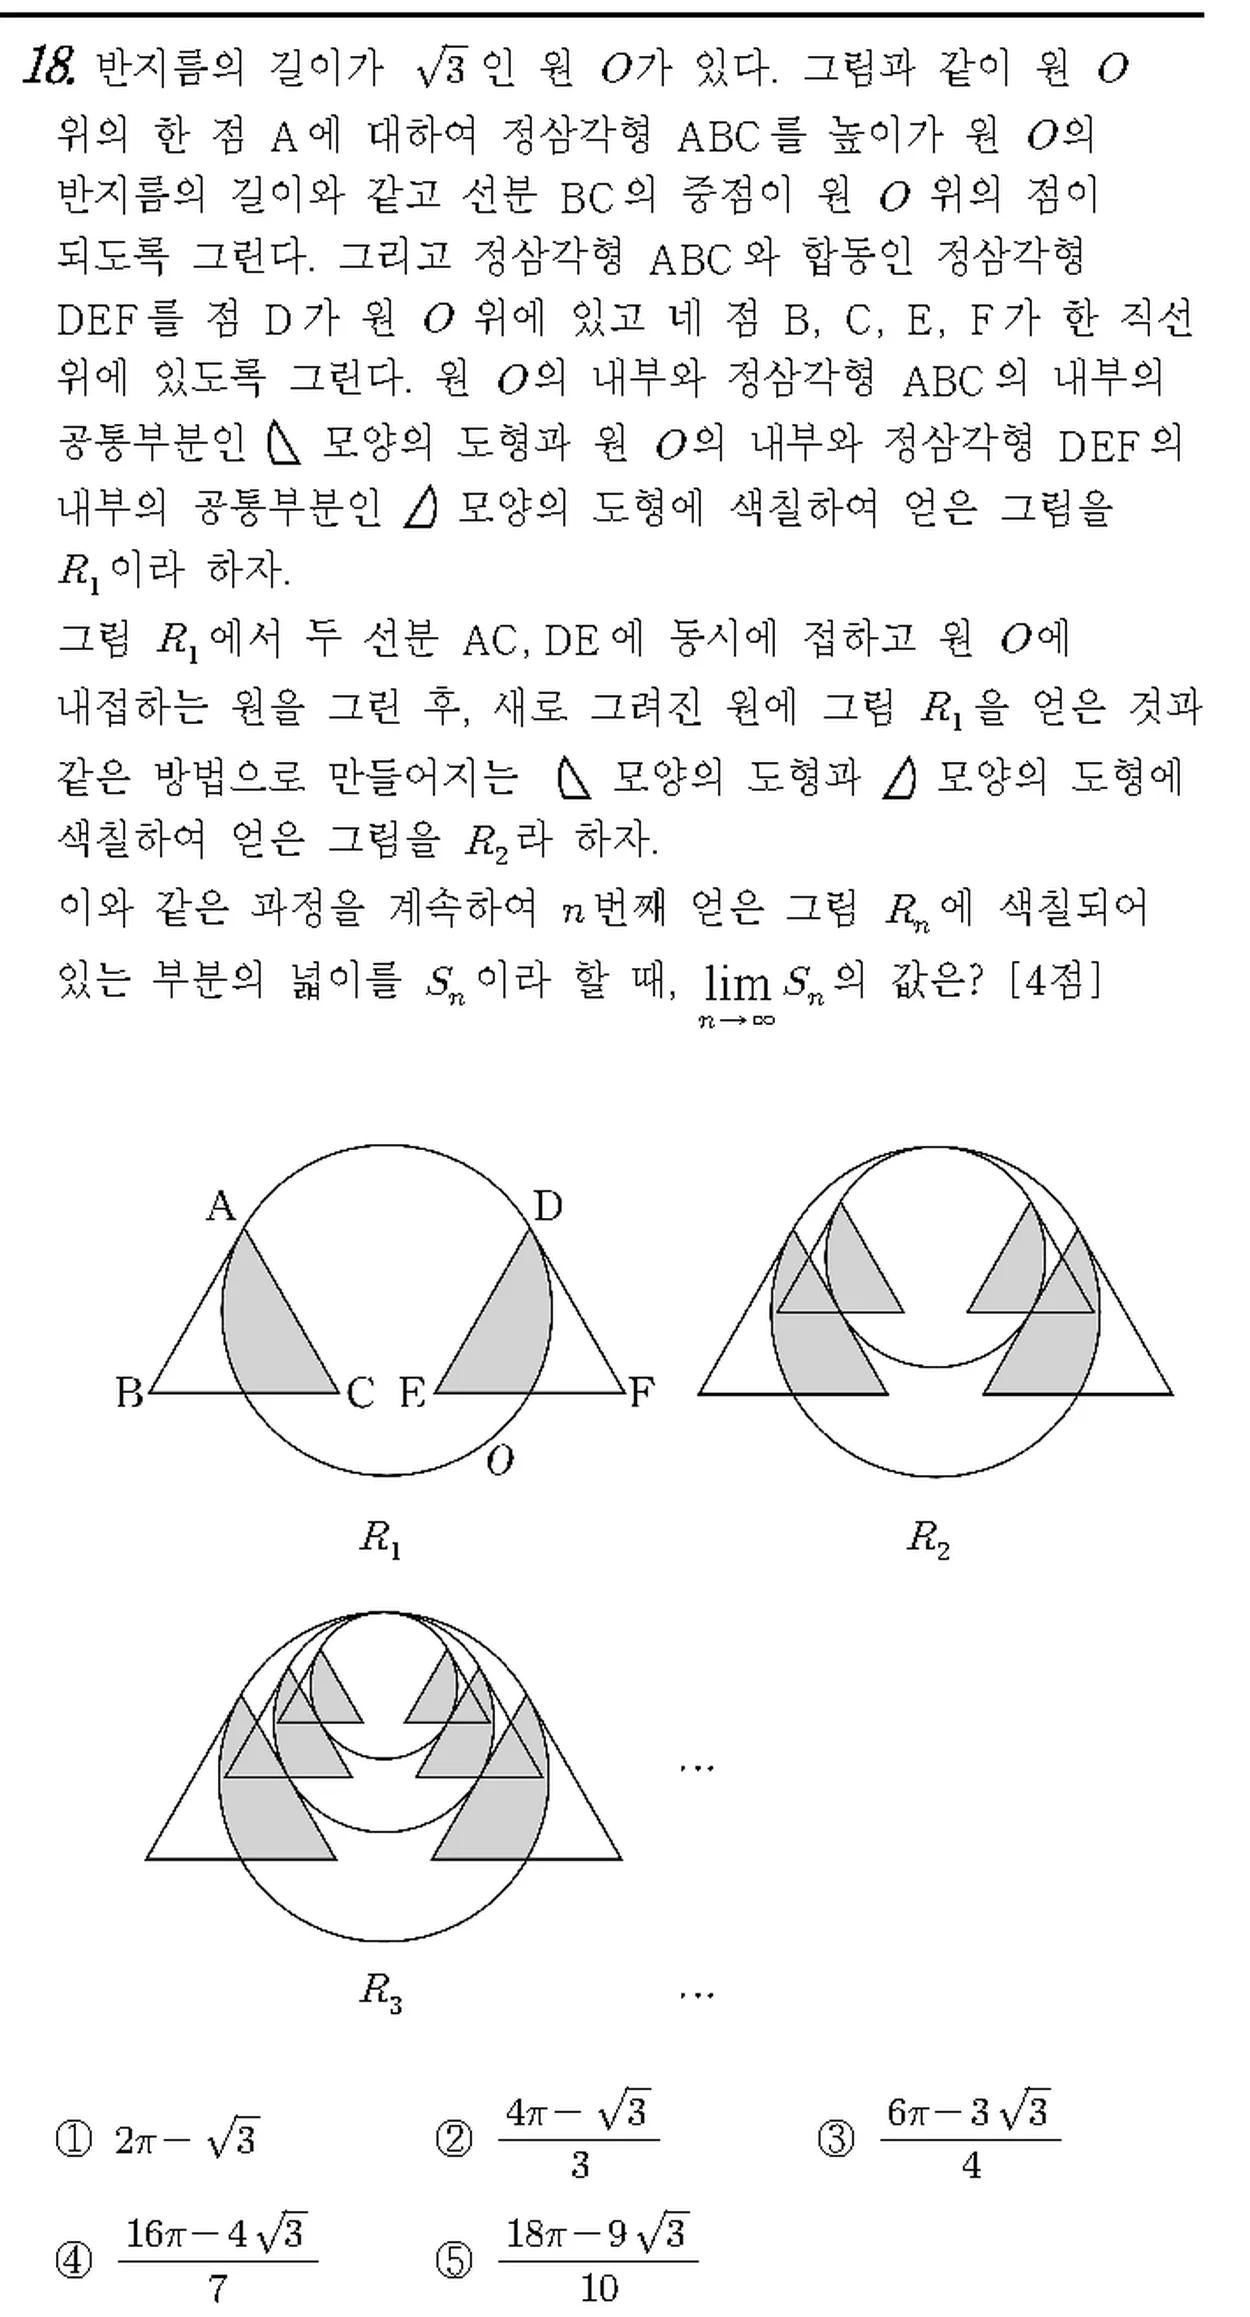 18. 반지름의 길이가 √3 인 원 O가 있다. 그림과 같이 원 O
위의 한 점 A에 대하여 정삼각형 ABC를 높이가 원 O의
반지름의 길이와 같고 선분 BC의 중점이 원 O 위의 점이
되도록 그린다. 그리고 정삼각형 ABC와 합동인 정삼각형
DEF를 점 D가 원 O 위에 있고 네 점 B, C, E, F가 한 직선
위에 있도록 그린다. 원 O의 내부와 정삼각형 ABC의 내부의
공통부분인 모양의 도형과 원 O의 내부와 정삼각형 DEF의
내부의 공통부분인 모양의 도형에 색칠하여 얻은 그림을
R₁이라 하자.
그림 R₁에서 두 선분 AC, DE에 동시에 접하고 원 O에
내접하는 원을 그린 후, 새로 그려진 원에 그림 R₁을 얻은 것과
같은 방법으로 만들어지는 모양의 도형과 모양의 도형에
색칠하여 얻은 그림을 R₂라 하자.
이와 같은 과정을 계속하여 n번째 얻은 그림 Rₙ에 색칠되어
있는 부분의 넓이를 Sₙ이라 할 때, lim Sₙ의 값은? [4점]
n→∞
A D
B C E F
O
R₁ R₂
…
R₃ …
① 2π−√3 ② (4π−√3)/3 ③ (6π−3√3)/4
④ (16π−4√3)/7 ⑤ (18π−9√3)/10